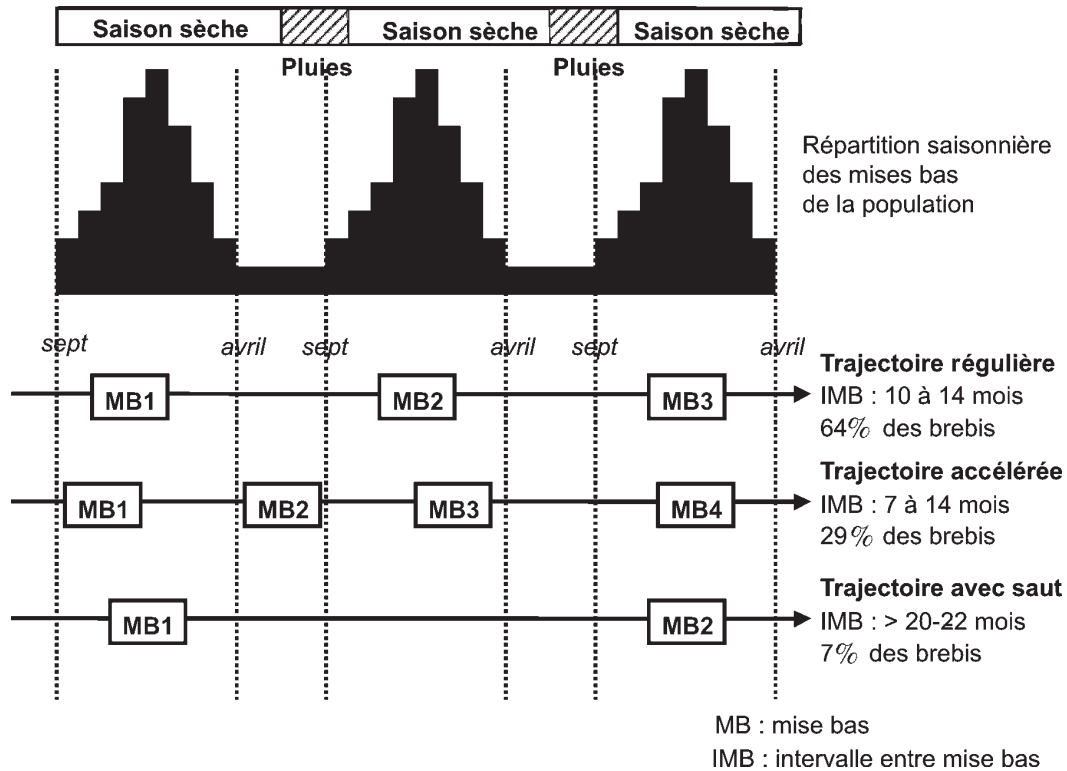 Saison sèche Saison sèche Saison sèche
Pluies Pluies
Répartition saisonnière
des mises bas
de la population
sept avril sept avril sept avril
Trajectoire régulière
MB1 MB2 MB3
IMB : 10 à 14 mois
64% des brebis
Trajectoire accélérée
MB1 MB2 MB3 MB4
IMB : 7 à 14 mois
29% des brebis
Trajectoire avec saut
MB1 MB2
IMB : > 20-22 mois
7% des brebis
MB : mise bas
IMB : intervalle entre mise bas